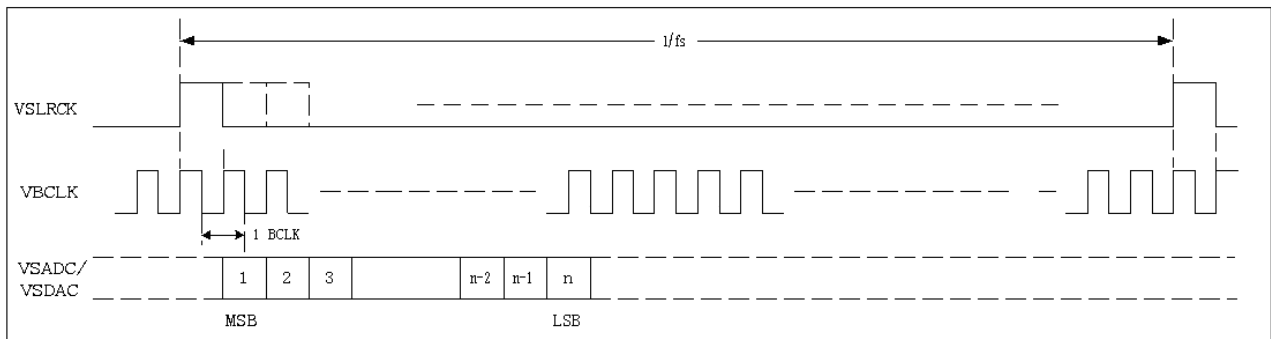 1/fs
VSLRCK
VBCLK
1 BCLK
VSADC/
VSDAC
1 2 3 n-2 n-1 n
MSB LSB